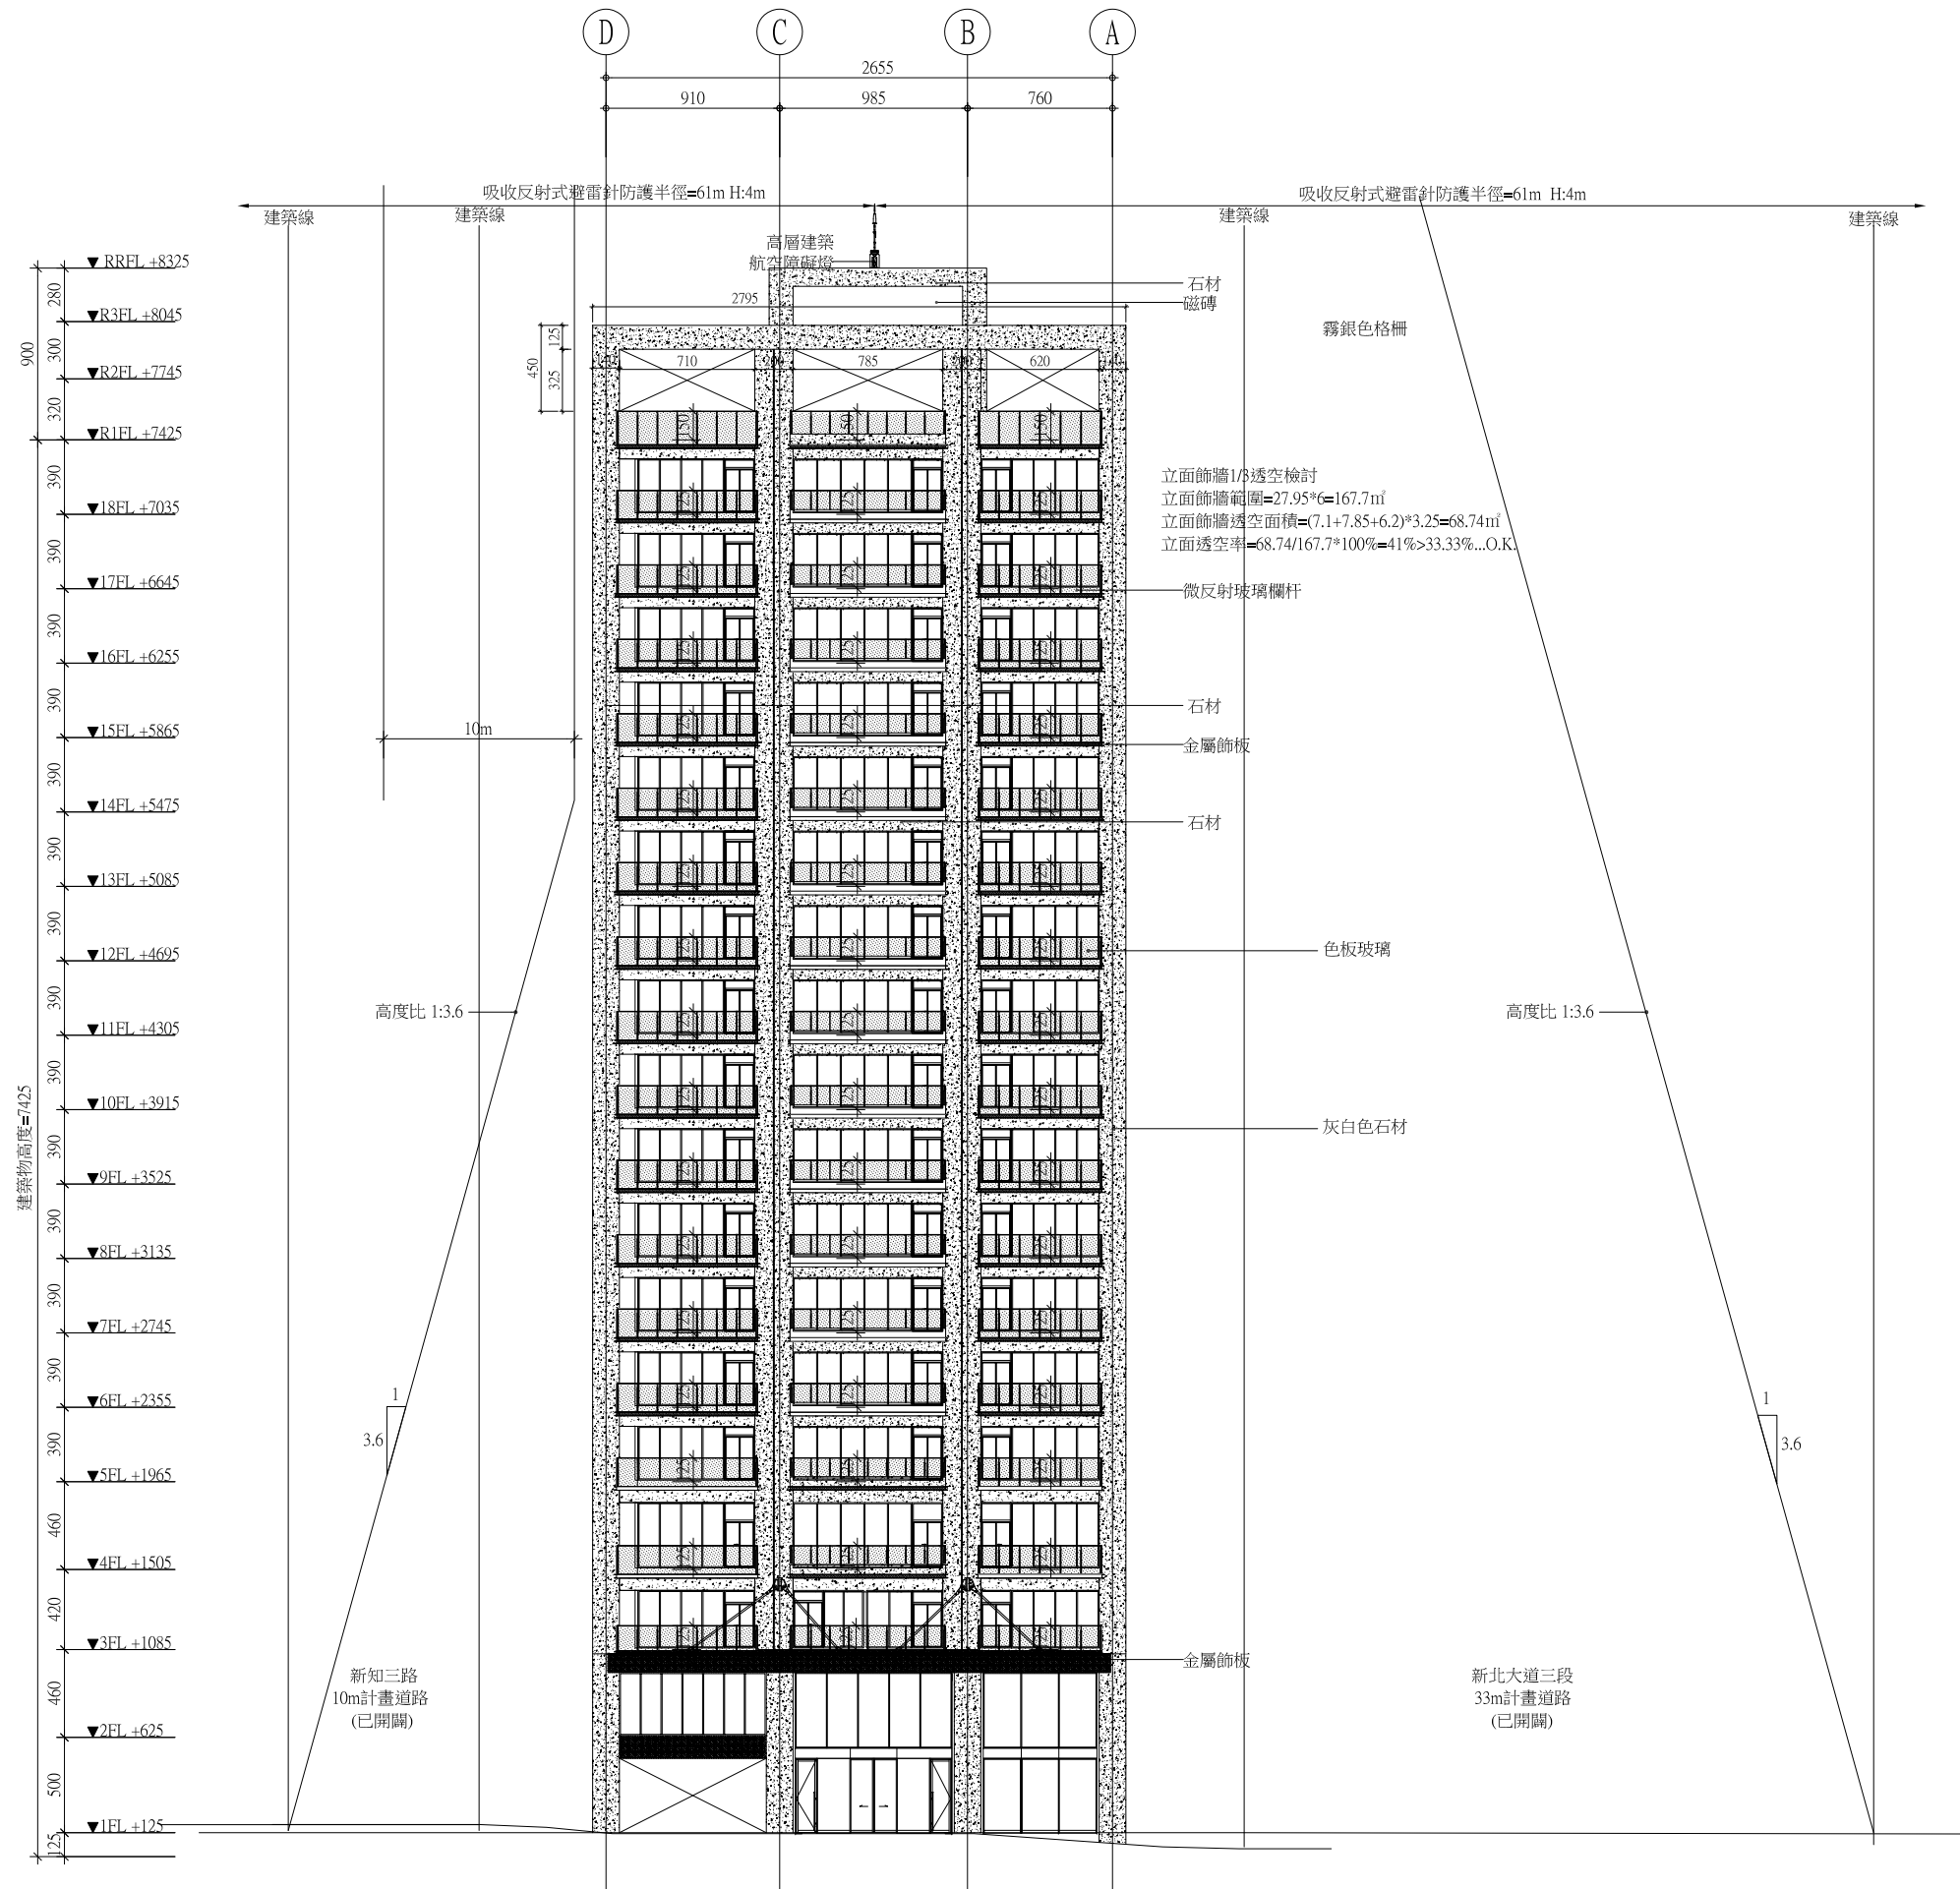 D C B A
2655
910 985 760
吸收反射式避雷針防護半徑=61m H:4m
吸收反射式避雷針防護半徑=61m H:4m
建築線
建築線
建築線
建築線
高層建築
航空障礙燈
石材
磁磚
霧銀色格柵
2795
125
450
325
710 785 620
150 150 150
▼ RRFL +8325
280
▼R3FL +8045
300
900
▼R2FL +7745
320
▼R1FL +7425
390
▼18FL +7035
390
▼17FL +6645
390
▼16FL +6255
390
▼15FL +5865
390
▼14FL +5475
390
▼13FL +5085
390
▼12FL +4695
390
▼11FL +4305
390
▼10FL +3915
390
▼9FL +3525
390
▼8FL +3135
390
▼7FL +2745
390
▼6FL +2355
390
▼5FL +1965
460
▼4FL +1505
420
▼3FL +1085
460
▼2FL +625
500
▼1FL +125
125
建築物高度=7425
立面飾牆1/3透空檢討
立面飾牆範圍=27.95*6=167.7㎡
立面飾牆透空面積=(7.1+7.85+6.2)*3.25=68.74㎡
立面透空率=68.74/167.7*100%=41%>33.33%...O.K.
微反射玻璃欄杆
石材
金屬飾板
石材
色板玻璃
灰白色石材
金屬飾板
10m
高度比 1:3.6
高度比 1:3.6
1
3.6
1
3.6
新知三路
10m計畫道路
(已開闢)
新北大道三段
33m計畫道路
(已開闢)